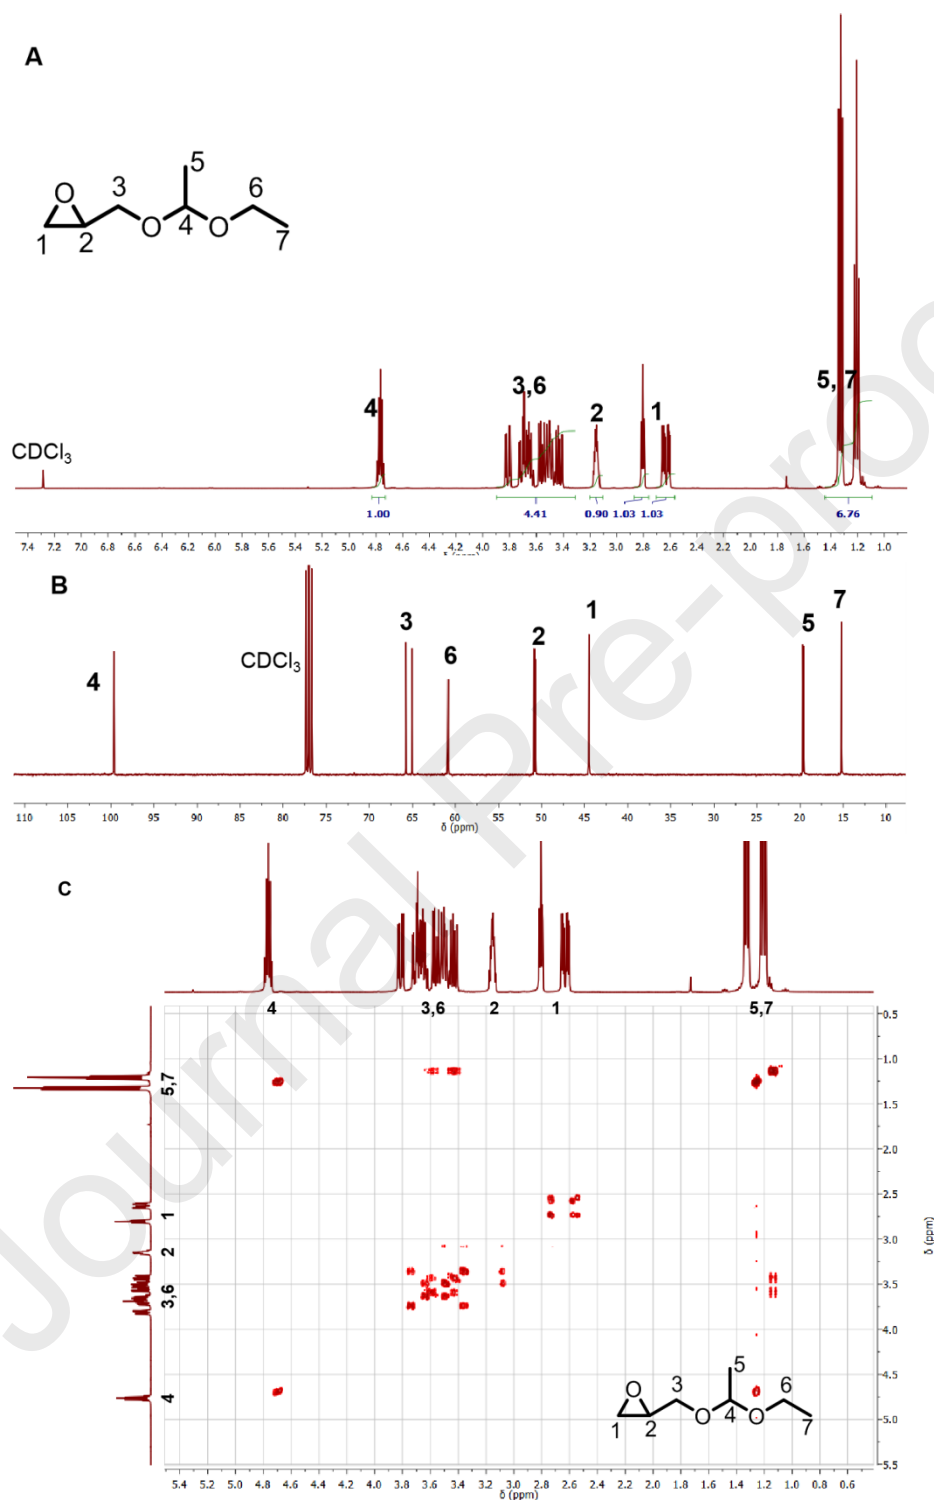 A
5
O
3
6
1
2
O
4
O
7
CDCl3
4
3,6
2
1
5, 7
1.00
4.41
0.90
1.03
1.03
6.76
7.4 7.2 7.0 6.8 6.6 6.4 6.2 6.0 5.8 5.6 5.4 5.2 5.0 4.8 4.6 4.4 4.2 4.0 3.8 3.6 3.4 3.2 3.0 2.8 2.6 2.4 2.2 2.0 1.8 1.6 1.4 1.2 1.0
δ (ppm)
B
4
CDCl3
3
6
2
1
5
7
110 105 100 95 90 85 80 75 70 65 60 55 50 45 40 35 30 25 20 15 10
δ (ppm)
C
4
3,6
2
1
5,7
5,7
1
2
3,6
4
0.5
1.0
1.5
2.0
2.5
3.0
3.5
4.0
4.5
5.0
5.5
δ (ppm)
5
O
3
6
1
2
O
4
O
7
5.4 5.2 5.0 4.8 4.6 4.4 4.2 4.0 3.8 3.6 3.4 3.2 3.0 2.8 2.6 2.4 2.2 2.0 1.8 1.6 1.4 1.2 1.0 0.8 0.6
δ (ppm)
Journal Pre-proo